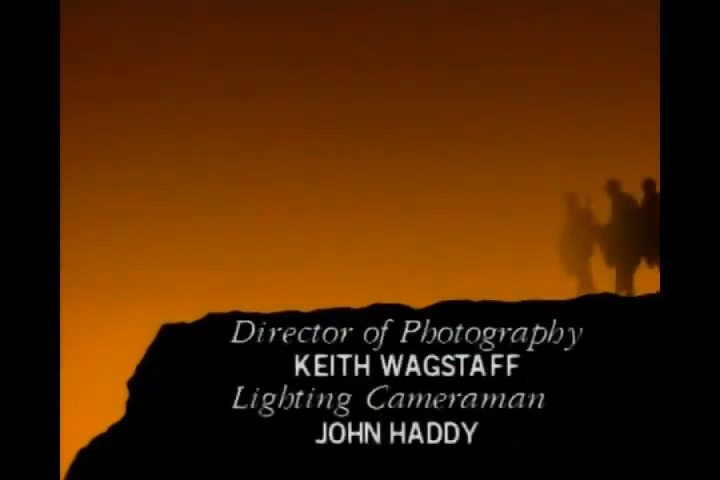 Director of Photography
KEITH WAGSTAFF
Lighting Cameraman
JOHN HADDY